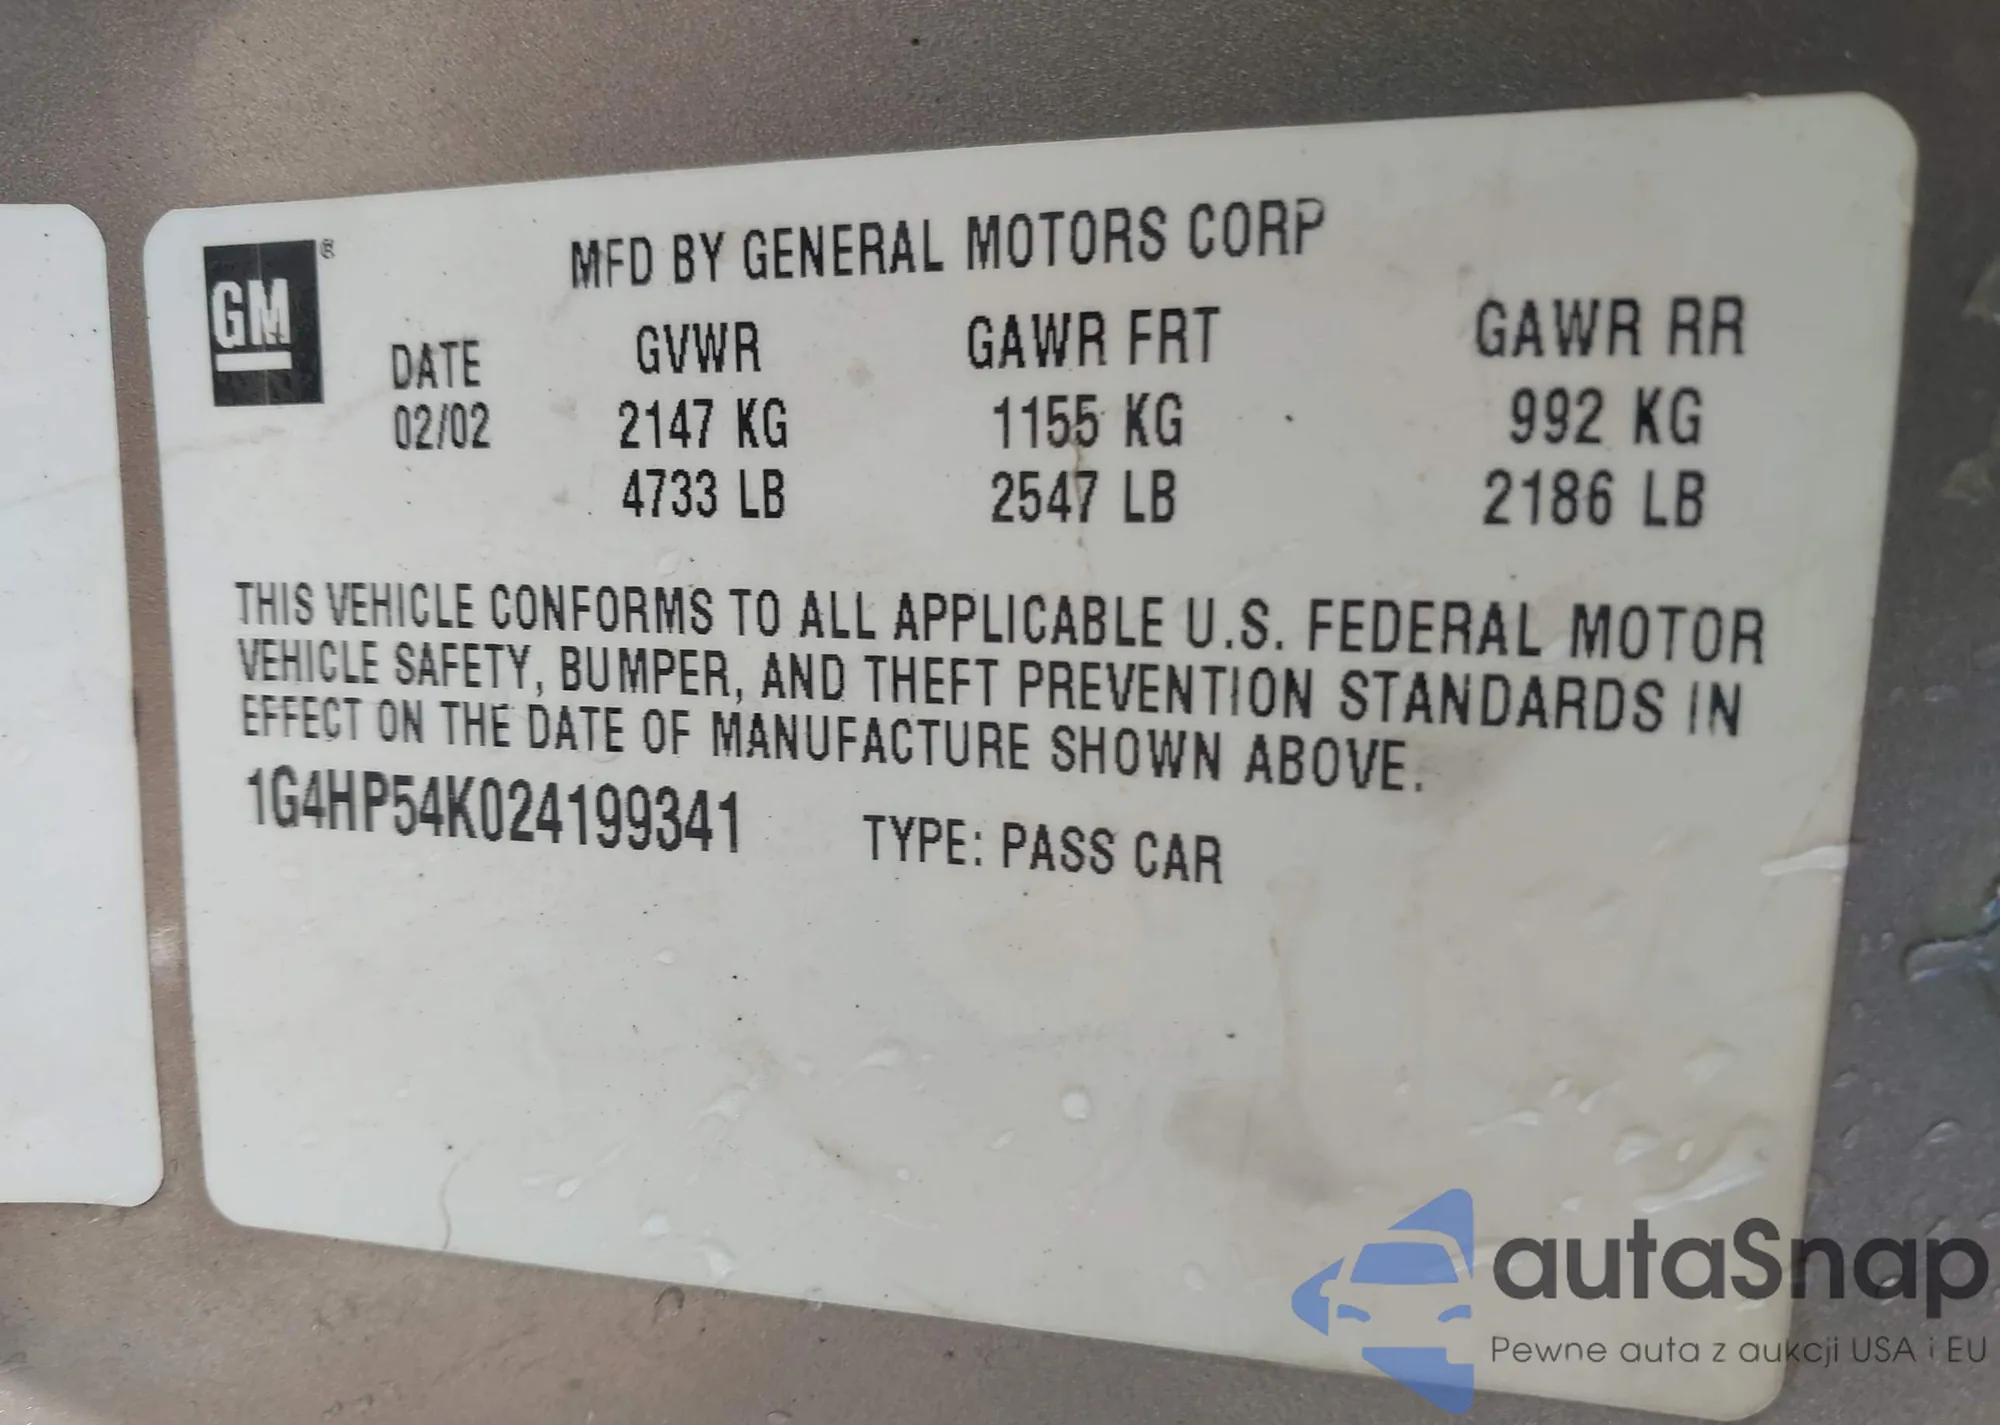 GM®
MFD BY GENERAL MOTORS CORP
DATE GVWR GAWR FRT GAWR RR
02/02 2147 KG 1155 KG 992 KG
4733 LB 2547 LB 2186 LB
THIS VEHICLE CONFORMS TO ALL APPLICABLE U.S. FEDERAL MOTOR
VEHICLE SAFETY, BUMPER, AND THEFT PREVENTION STANDARDS IN
EFFECT ON THE DATE OF MANUFACTURE SHOWN ABOVE.
1G4HP54K024199341 TYPE: PASS CAR
autaSnap
Pewne auta z aukcji USA i EU